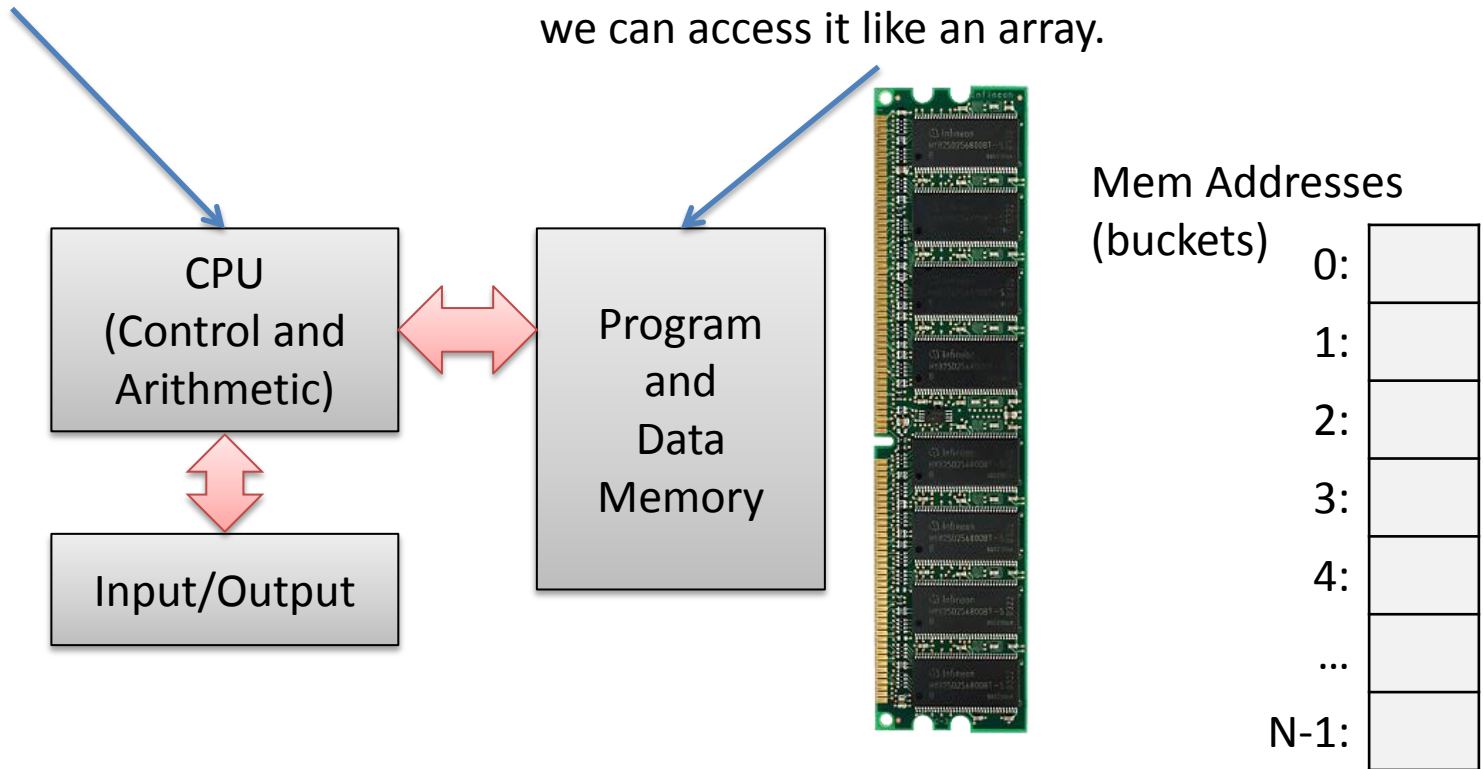 we can access it like an array.
Mem Addresses
(buckets)
CPU
(Control and
Arithmetic)
Program
and
Data
Memory
Input/Output
0:
1:
2:
3:
4:
...
N-1:
Infineon